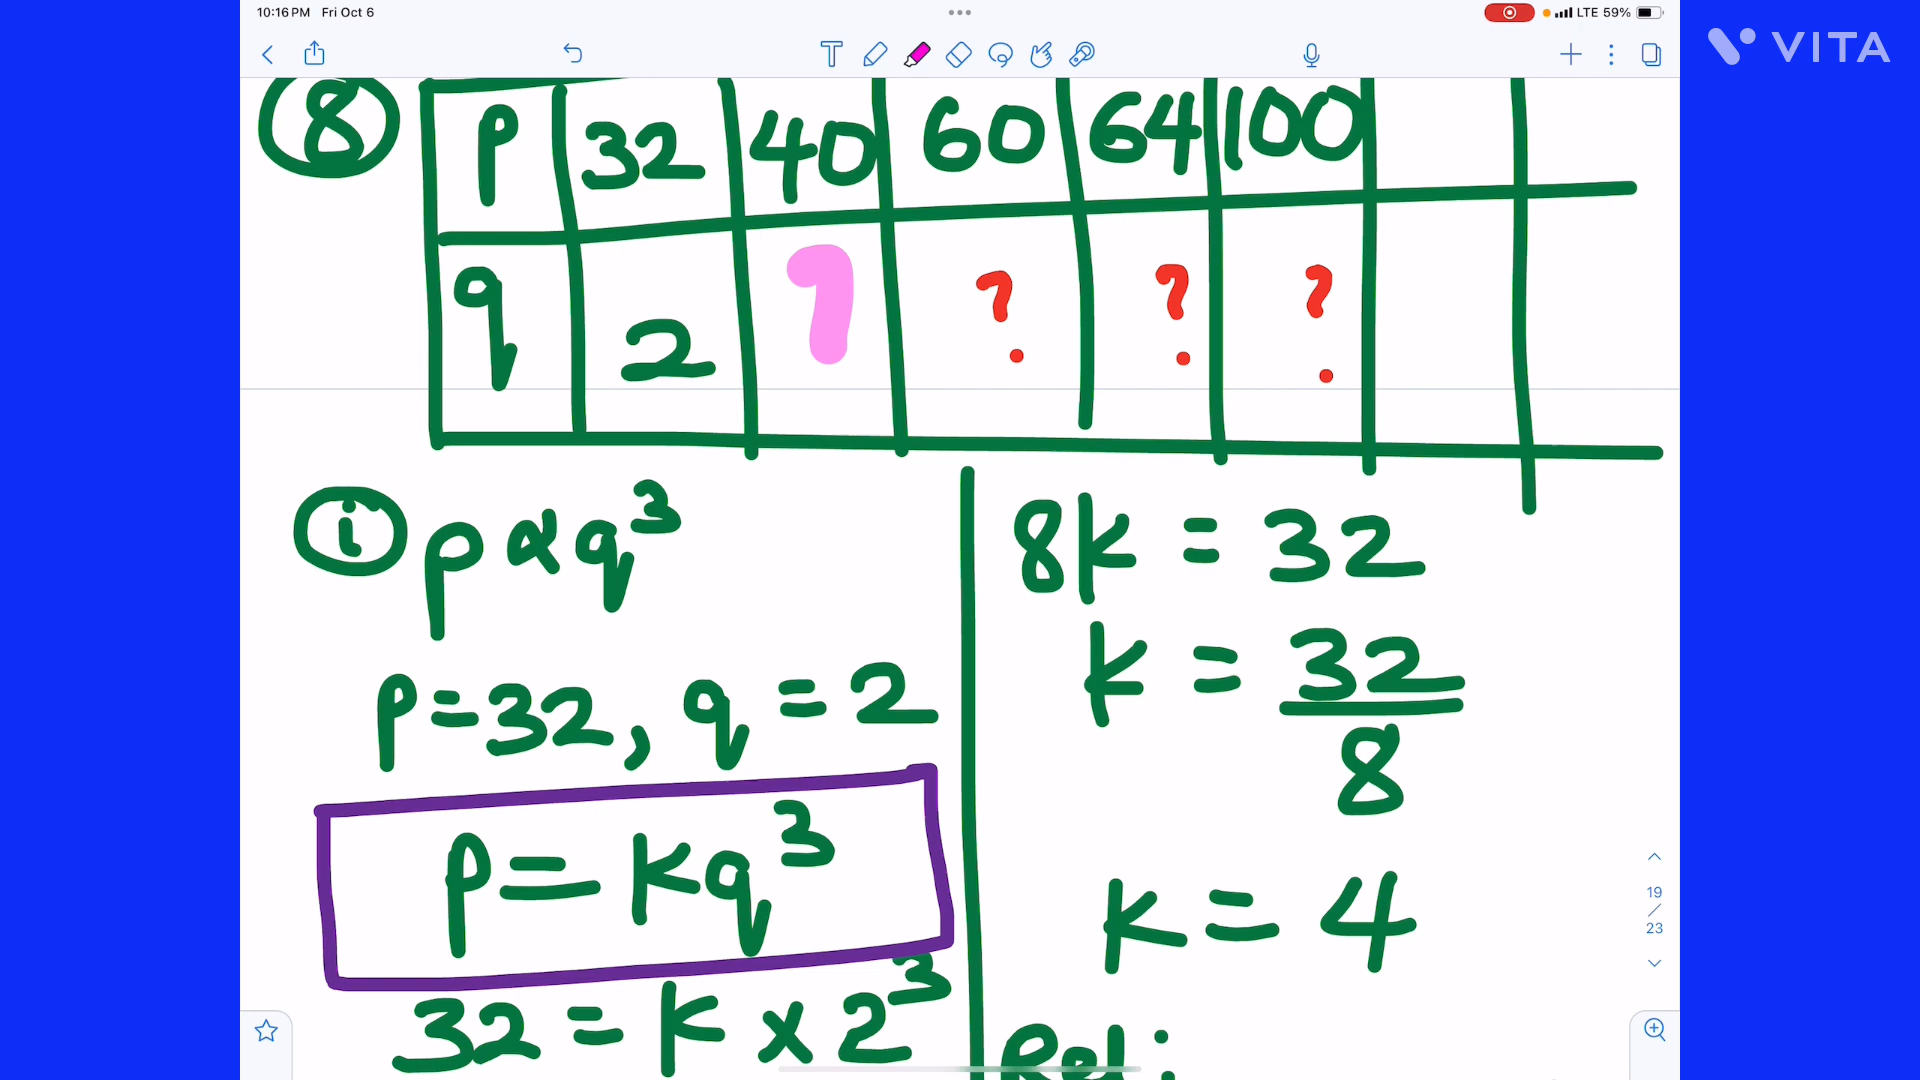 10:16 PM Fri Oct 6
LTE 59%
VITA
8 p 32 40 60 64 100
q 2 ? ? ? ?
i p α q³
p = 32, q = 2
p = kq³
32 = k × 2³
8k = 32
k = 32/8
k = 4
Rel:
19
/
23